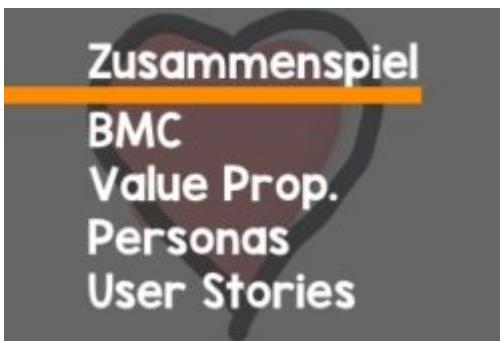 Zusammenspiel
BMC
Value Prop.
Personas
User Stories